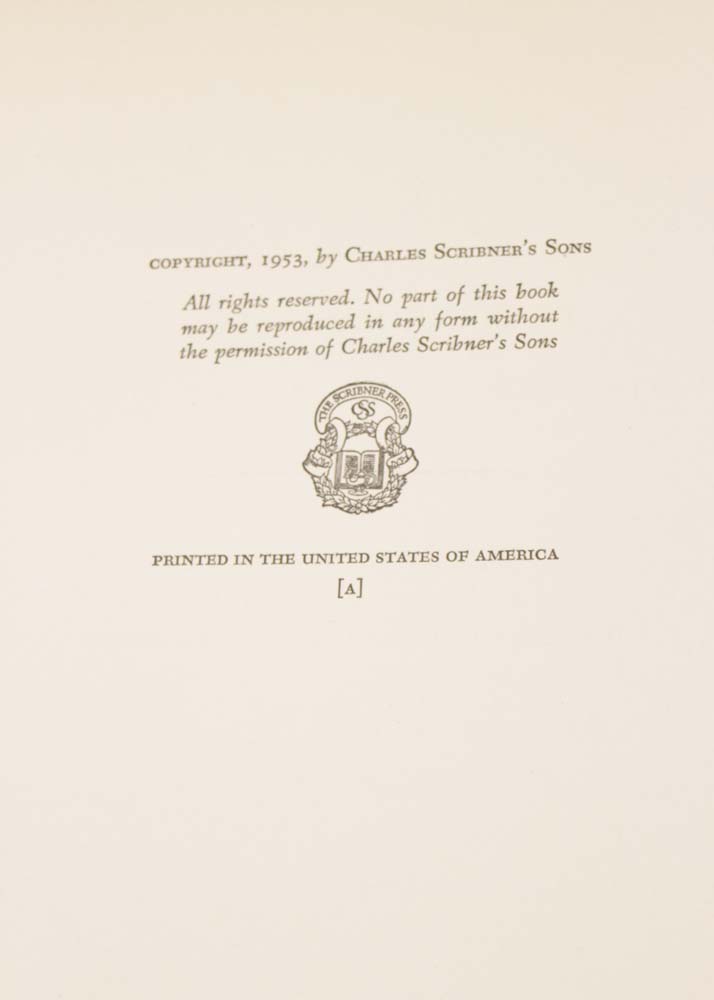 COPYRIGHT, 1953, by CHARLES SCRIBNER'S SONS
All rights reserved. No part of this book
may be reproduced in any form without
the permission of Charles Scribner's Sons
THE SCRIBNER PRESS
CSS
PRINTED IN THE UNITED STATES OF AMERICA
[A]